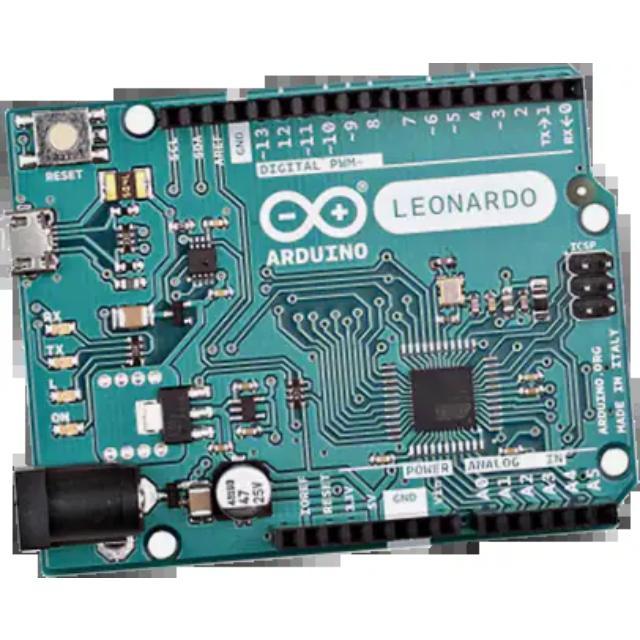 RESET
SCL
SDA
AREF
GND
~13
12
~11
~10
~9
8
7
~6
~5
4
~3
2
TX→1
RX←0
DIGITAL PWM~
ARDUINO
LEONARDO
ICSP
RX
TX
L
ON
ARDUINO.ORG
MADE IN ITALY
47
25V
POWER
ANALOG IN
IOREF
RESET
3.3V
5V
GND
VIN
A0
A1
A2
A3
A4
A5